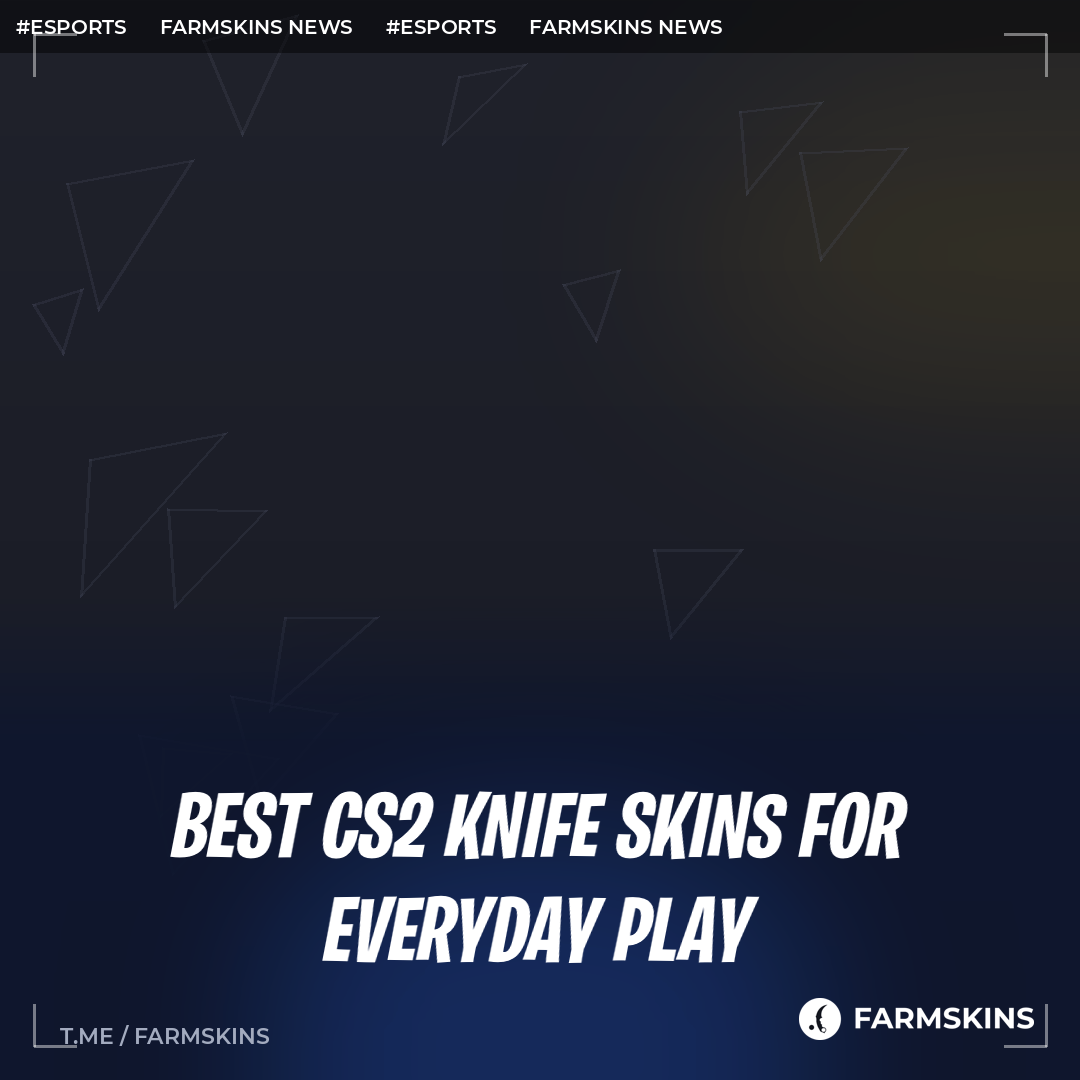 #ESPORTS FARMSKINS NEWS #ESPORTS FARMSKINS NEWS
BEST CS2 KNIFE SKINS FOR
EVERYDAY PLAY
T.ME / FARMSKINS
FARMSKINS